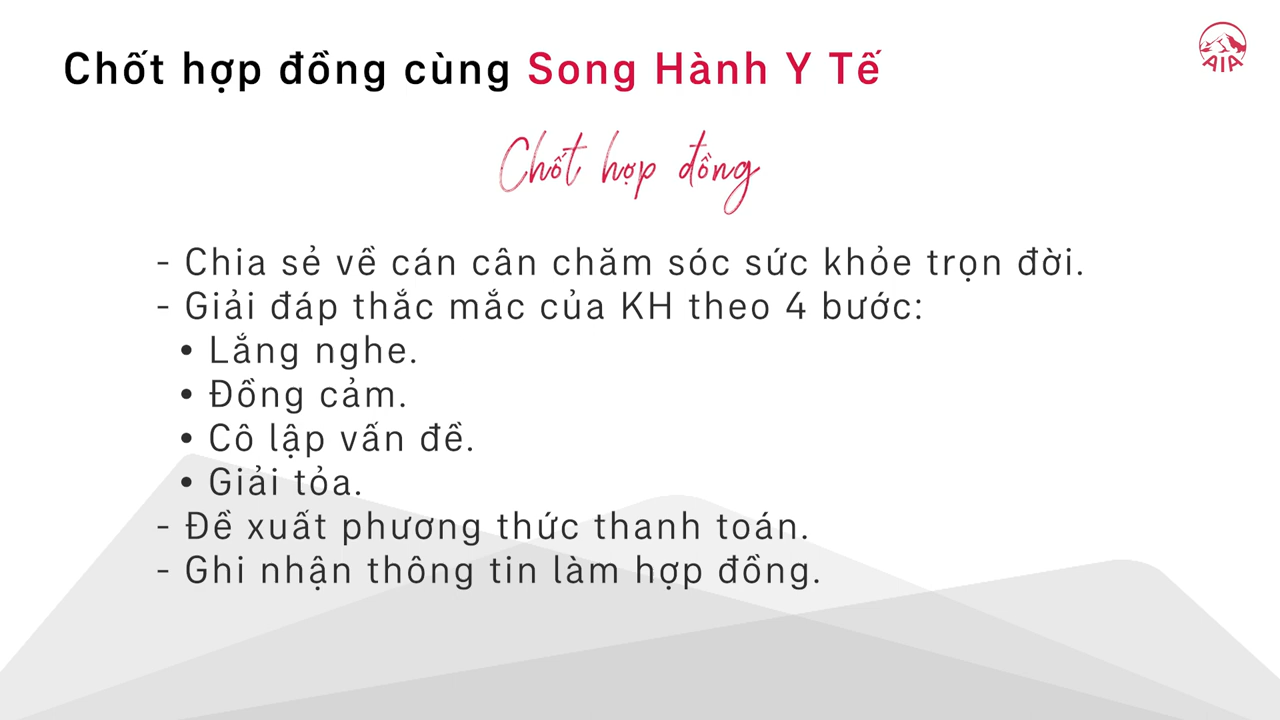 Chốt hợp đồng cùng Song Hành Y Tế
AIA
Chốt hợp đồng
- Chia sẻ về cán cân chăm sóc sức khỏe trọn đời.
- Giải đáp thắc mắc của KH theo 4 bước:
• Lắng nghe.
• Đồng cảm.
• Cô lập vấn đề.
• Giải tỏa.
- Đề xuất phương thức thanh toán.
- Ghi nhận thông tin làm hợp đồng.